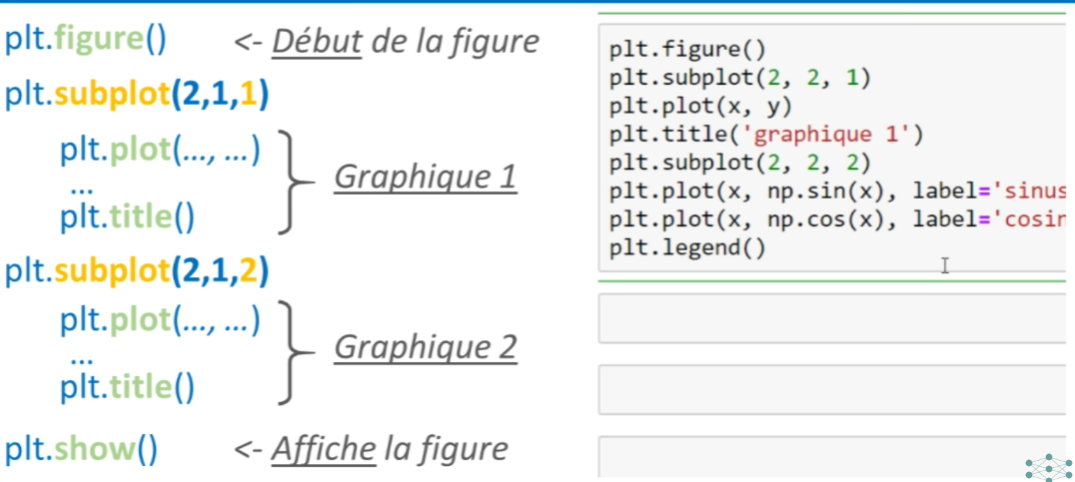 plt.figure() <- Début de la figure
plt.subplot(2,1,1)
plt.plot(..., ...)
...
plt.title()
Graphique 1
plt.subplot(2,1,2)
plt.plot(..., ...)
...
plt.title()
Graphique 2
plt.show() <- Affiche la figure
plt.figure()
plt.subplot(2, 2, 1)
plt.plot(x, y)
plt.title('graphique 1')
plt.subplot(2, 2, 2)
plt.plot(x, np.sin(x), label='sinus
plt.plot(x, np.cos(x), label='cosin
plt.legend()